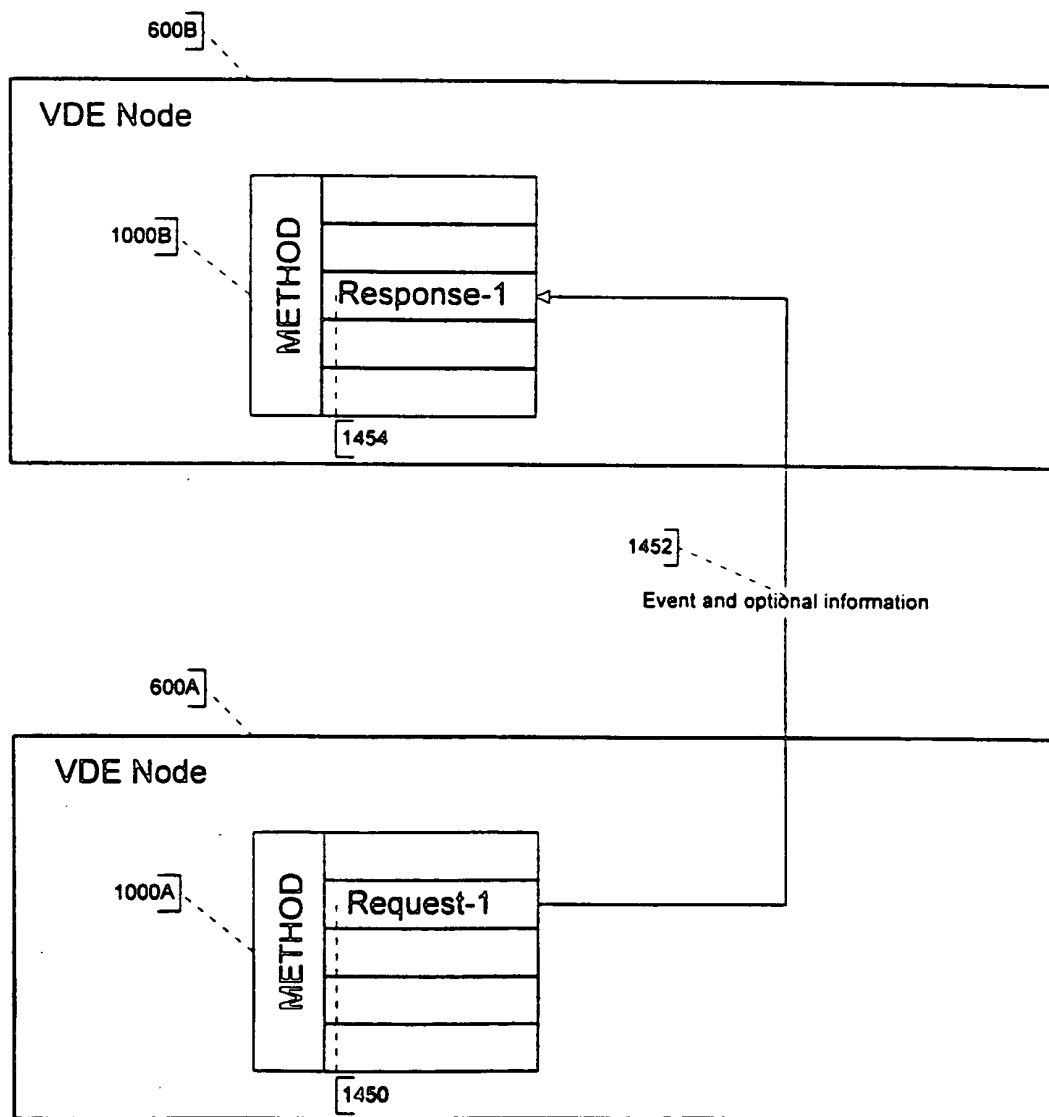 600B
VDE Node
1000B
METHOD
Response-1
1454
1452
Event and optional information
600A
VDE Node
1000A
METHOD
Request-1
1450